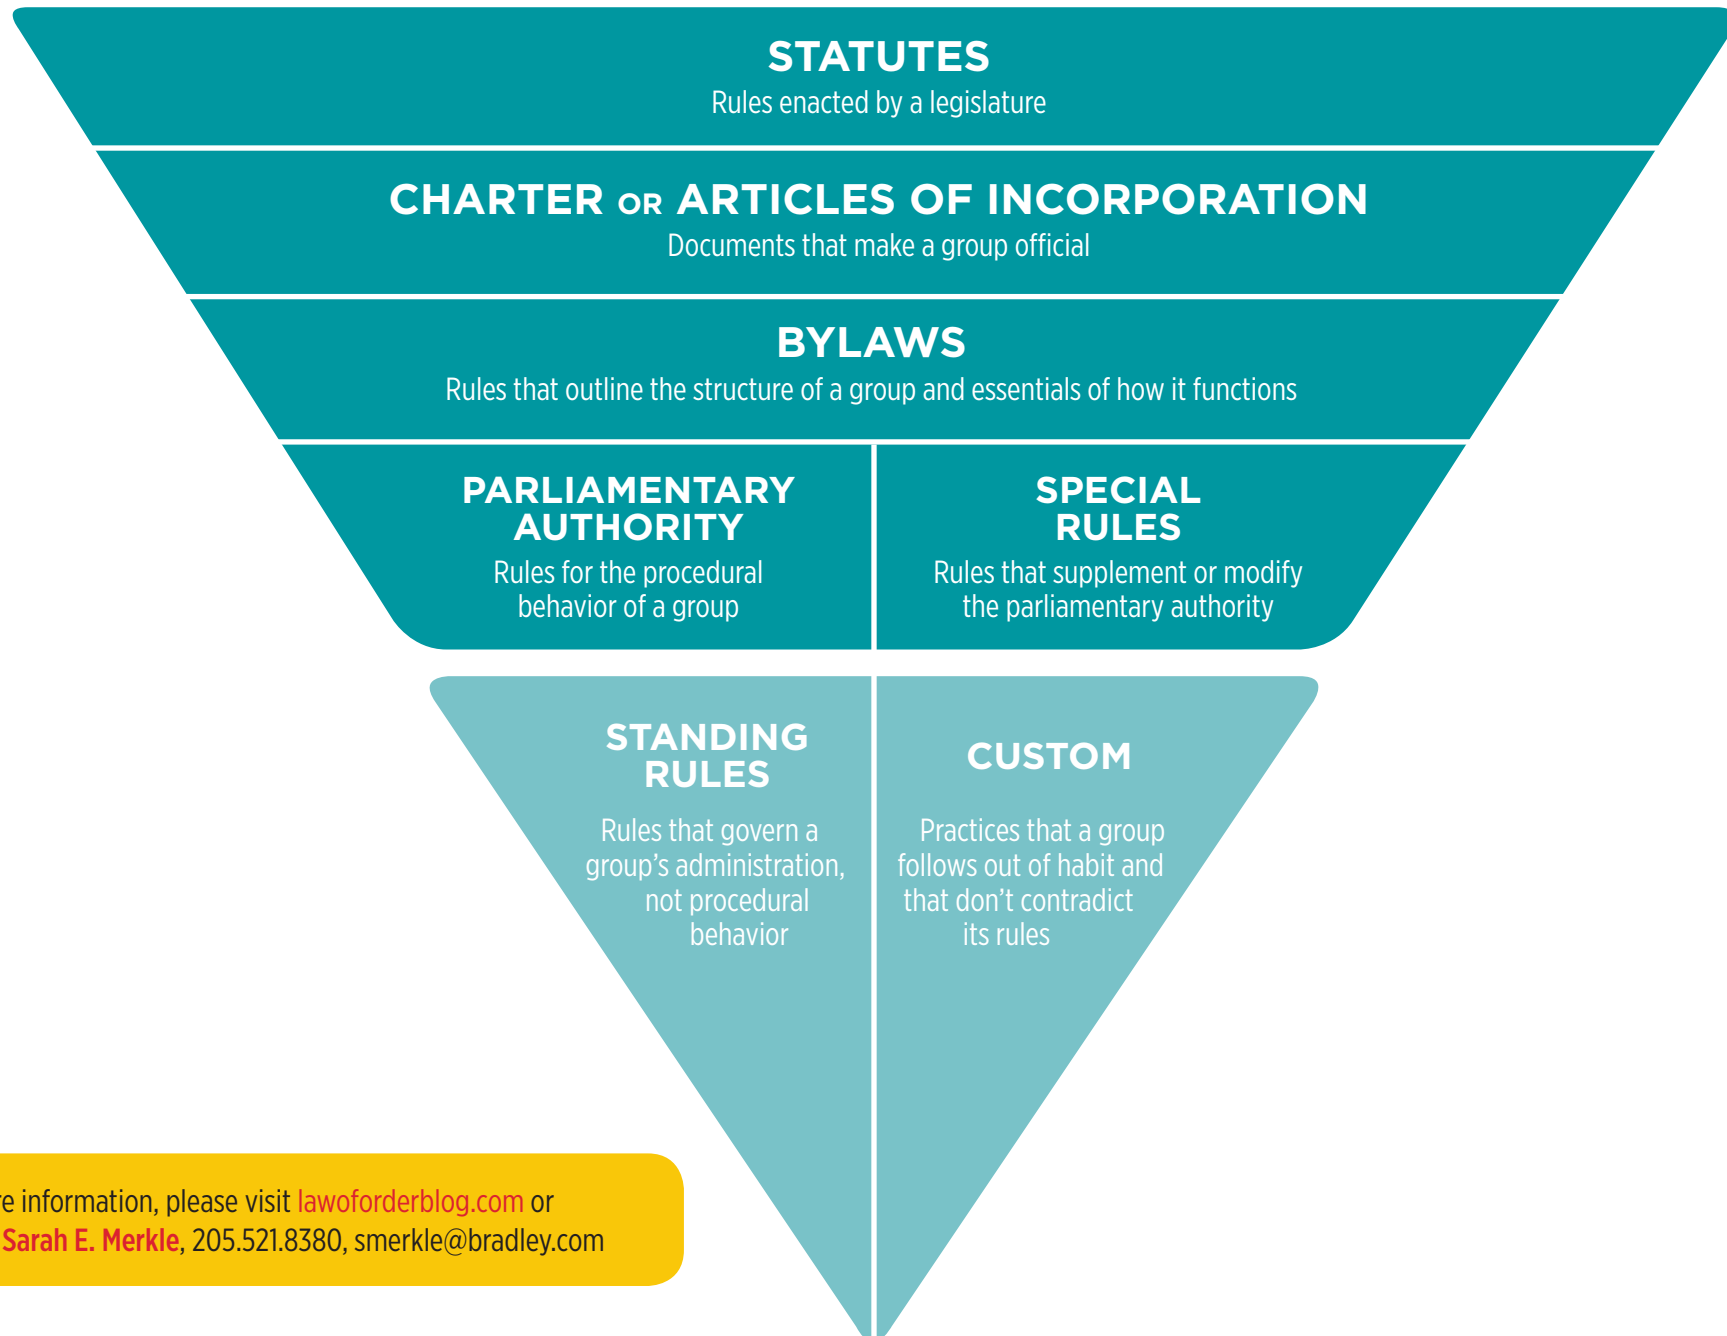 STATUTES
Rules enacted by a legislature
CHARTER OR ARTICLES OF INCORPORATION
Documents that make a group official
BYLAWS
Rules that outline the structure of a group and essentials of how it functions
PARLIAMENTARY
AUTHORITY
Rules for the procedural
behavior of a group
SPECIAL
RULES
Rules that supplement or modify
the parliamentary authority
STANDING
RULES
Rules that govern a
group’s administration,
not procedural
behavior
CUSTOM
Practices that a group
follows out of habit and
that don’t contradict
its rules
information, please visit lawoforderblog.com or
Sarah E. Merkle, 205.521.8380, smerkle@bradley.com